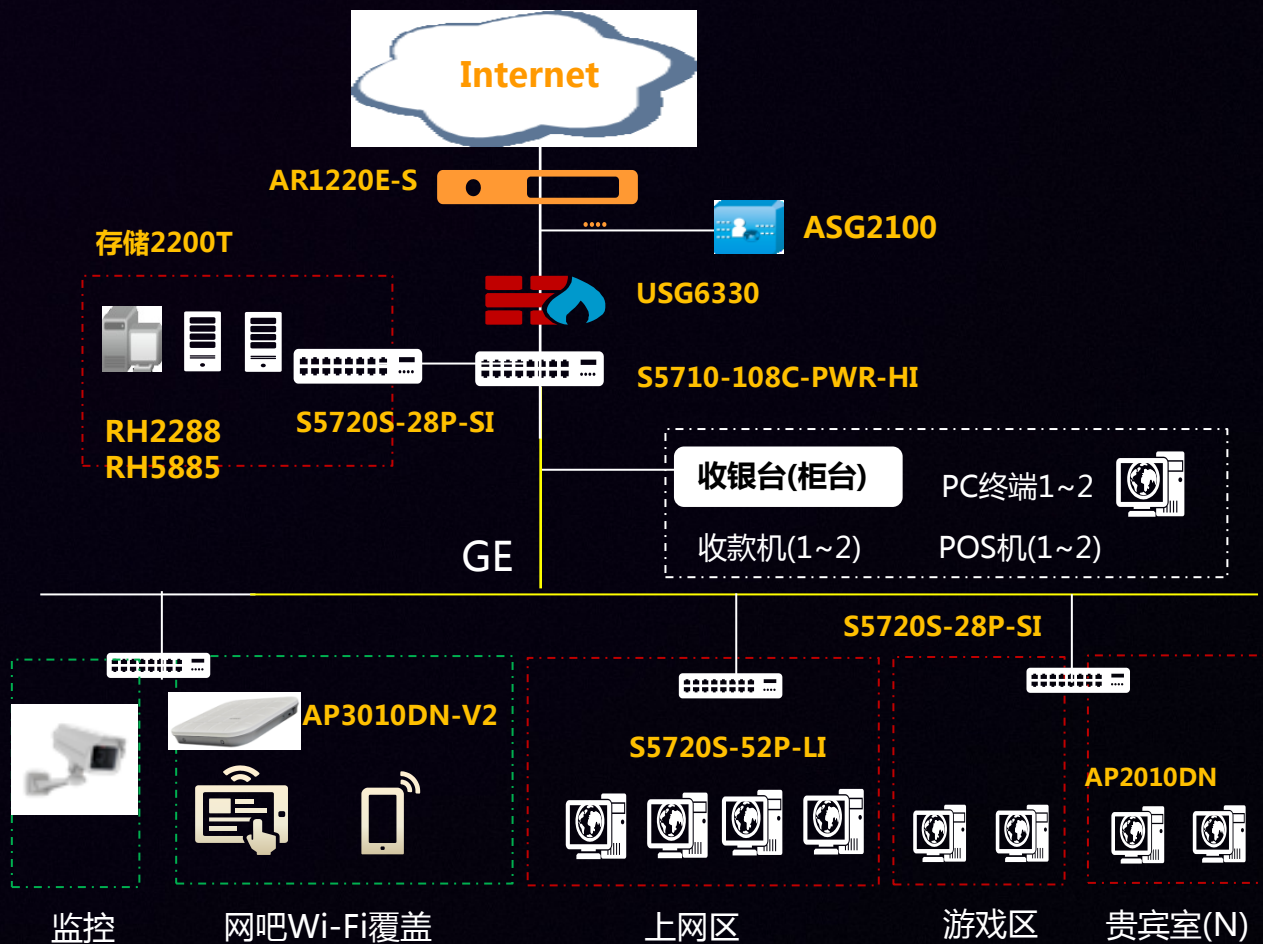 Internet
AR1220E-S
ASG2100
存储2200T
USG6330
S5710-108C-PWR-HI
S5720S-28P-SI
RH2288
RH5885
收银台(柜台)
PC终端1~2
收款机(1~2)
POS机(1~2)
GE
S5720S-28P-SI
AP3010DN-V2
S5720S-52P-LI
AP2010DN
监控
网吧Wi-Fi覆盖
上网区
游戏区
贵宾室(N)